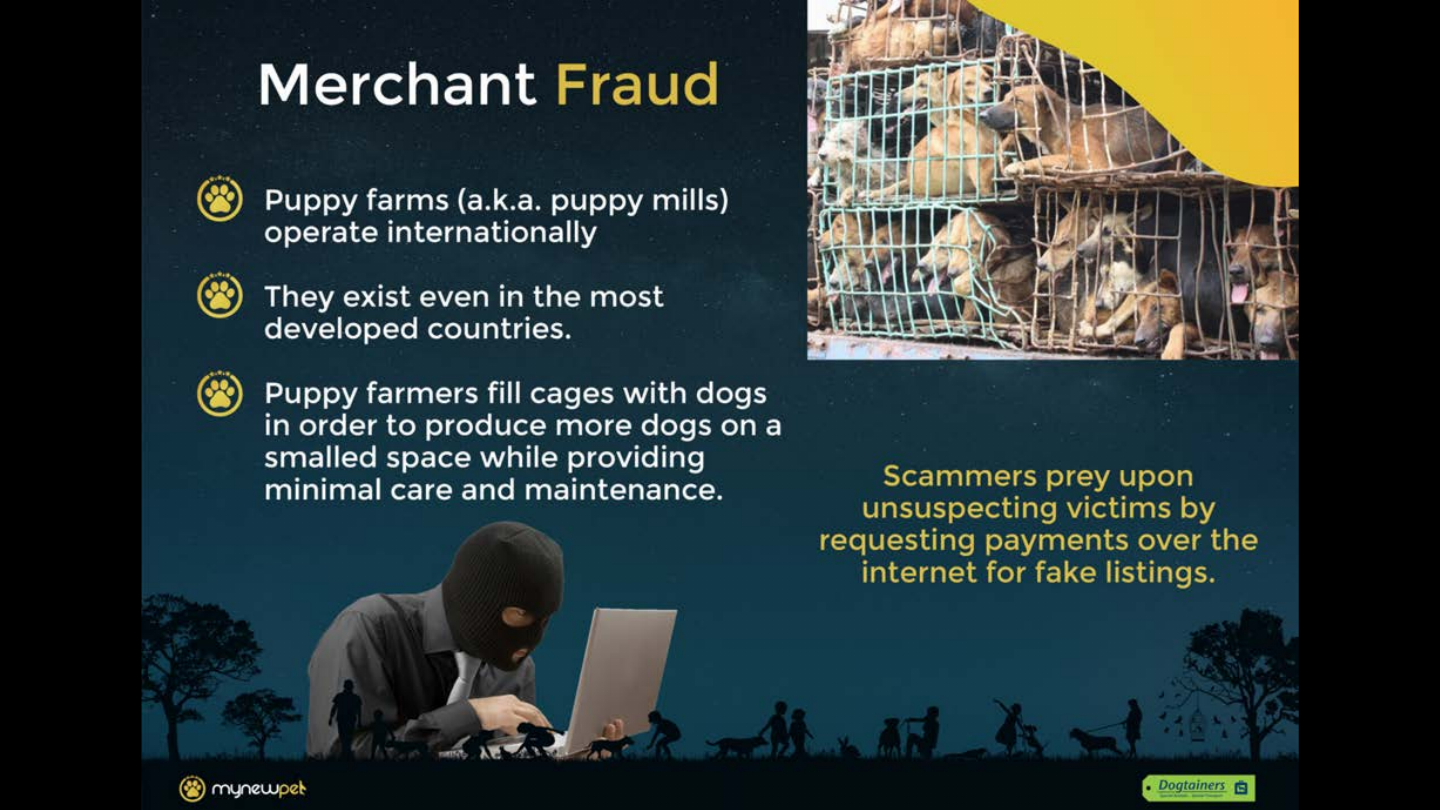 Merchant Fraud
Puppy farms (a.k.a. puppy mills)
operate internationally
They exist even in the most
developed countries.
Puppy farmers fill cages with dogs
in order to produce more dogs on a
smalled space while providing
minimal care and maintenance.
Scammers prey upon
unsuspecting victims by
requesting payments over the
internet for fake listings.
mynewpet
Dogtainers